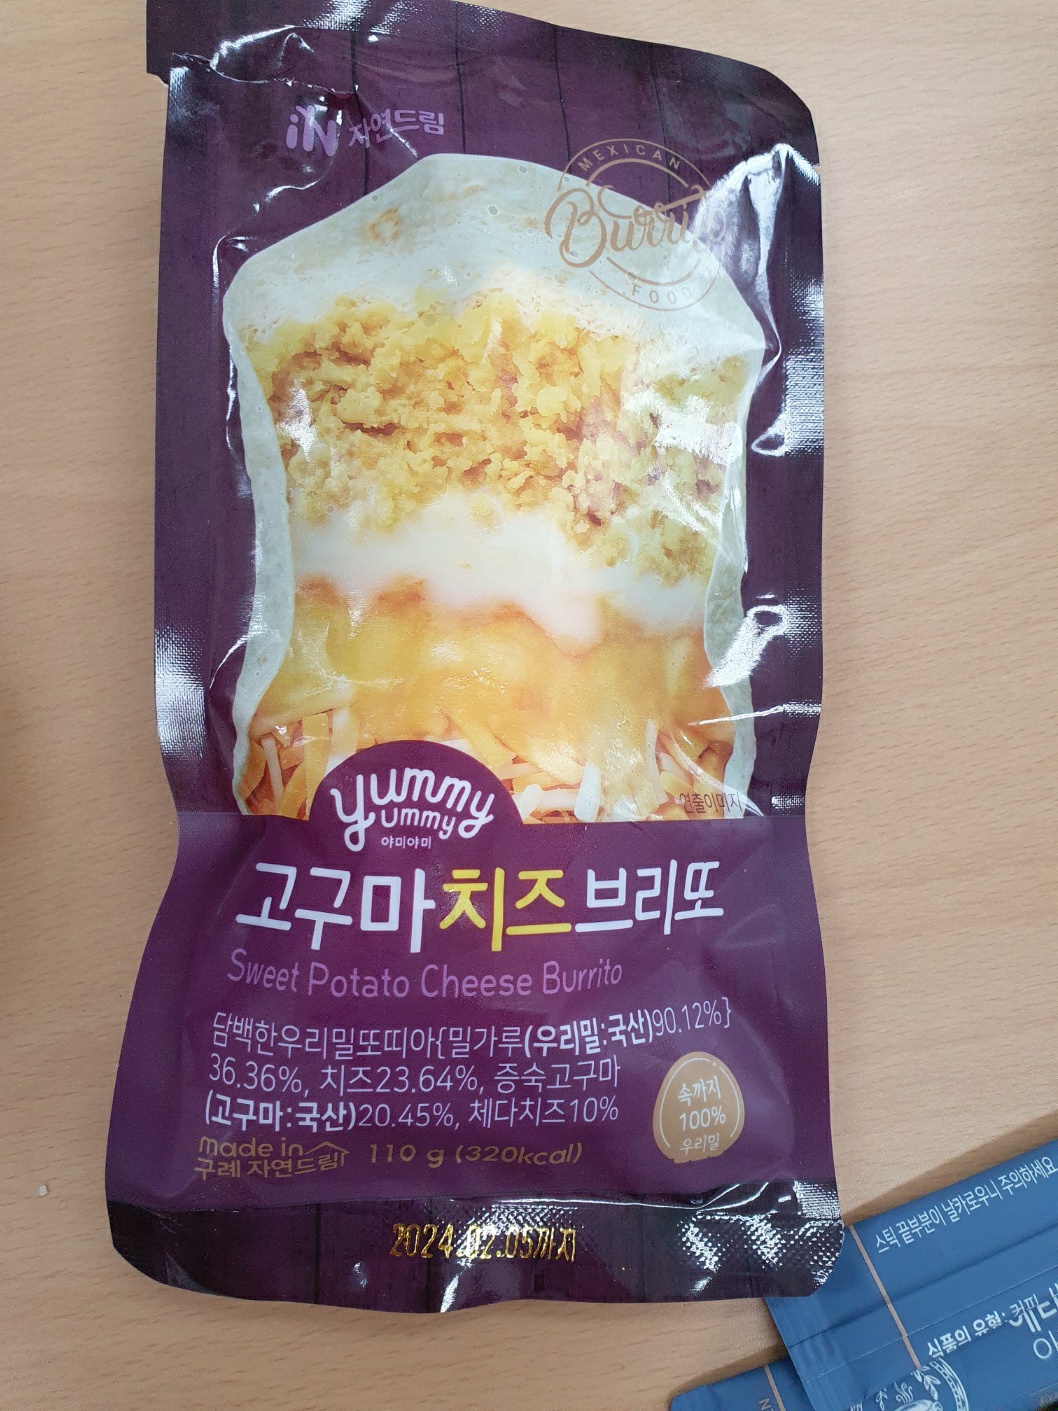 iN 자연드림
MEXICAN
Burrito
FOOD
연출이미지
yummy
ummy
야미야미
고구마치즈브리또
Sweet Potato Cheese Burrito
담백한우리밀또띠아{밀가루(우리밀:국산)90.12%}
36.36%, 치즈23.64%, 증숙고구마
(고구마:국산)20.45%, 체다치즈10%
속까지
100%
우리밀
made in
구례 자연드림
110 g (320kcal)
2024.02.05까지
스틱 끝부분이 날카로우니 주의하세요
식품의 유형: 커피